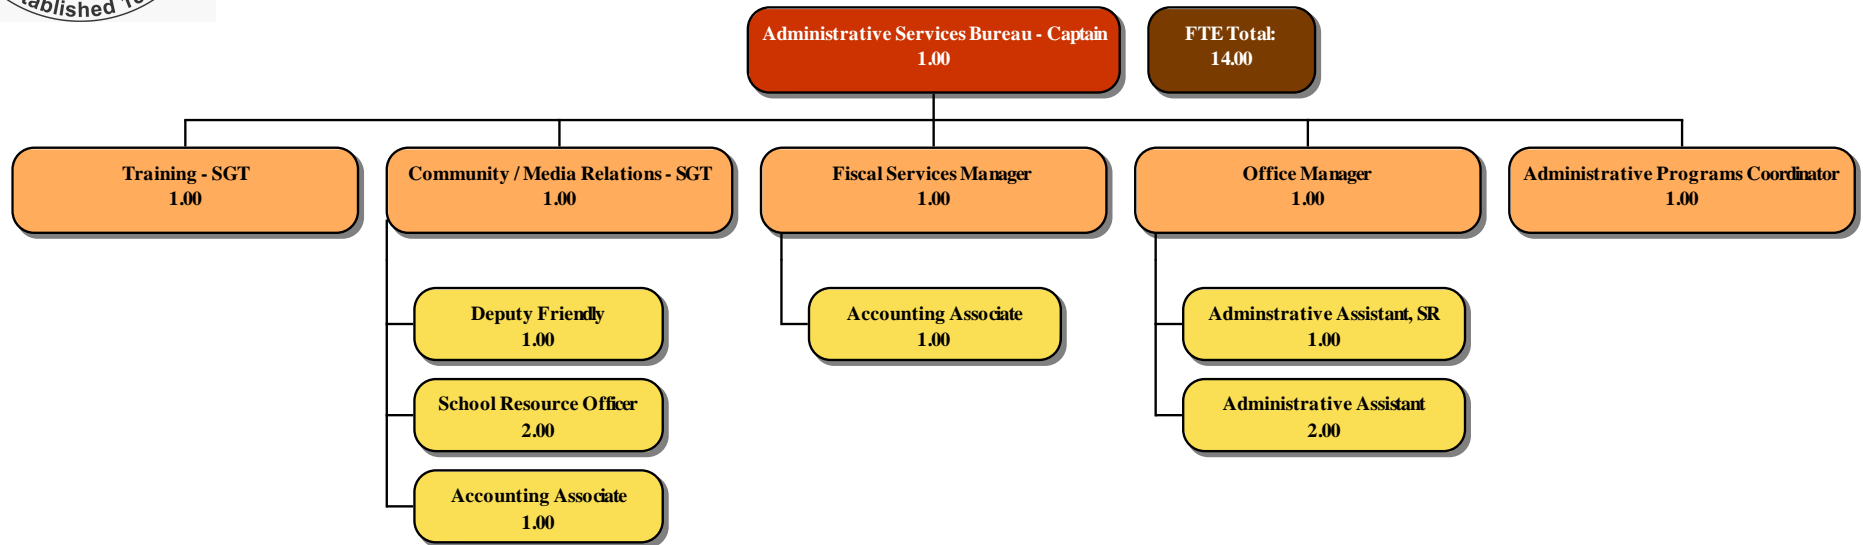 tablished
Administrative Services Bureau - Captain
1.00
FTE Total:
14.00
Training - SGT
1.00
Community / Media Relations - SGT
1.00
Fiscal Services Manager
1.00
Office Manager
1.00
Administrative Programs Coordinator
1.00
Deputy Friendly
1.00
School Resource Officer
2.00
Accounting Associate
1.00
Accounting Associate
1.00
Adminstrative Assistant, SR
1.00
Administrative Assistant
2.00